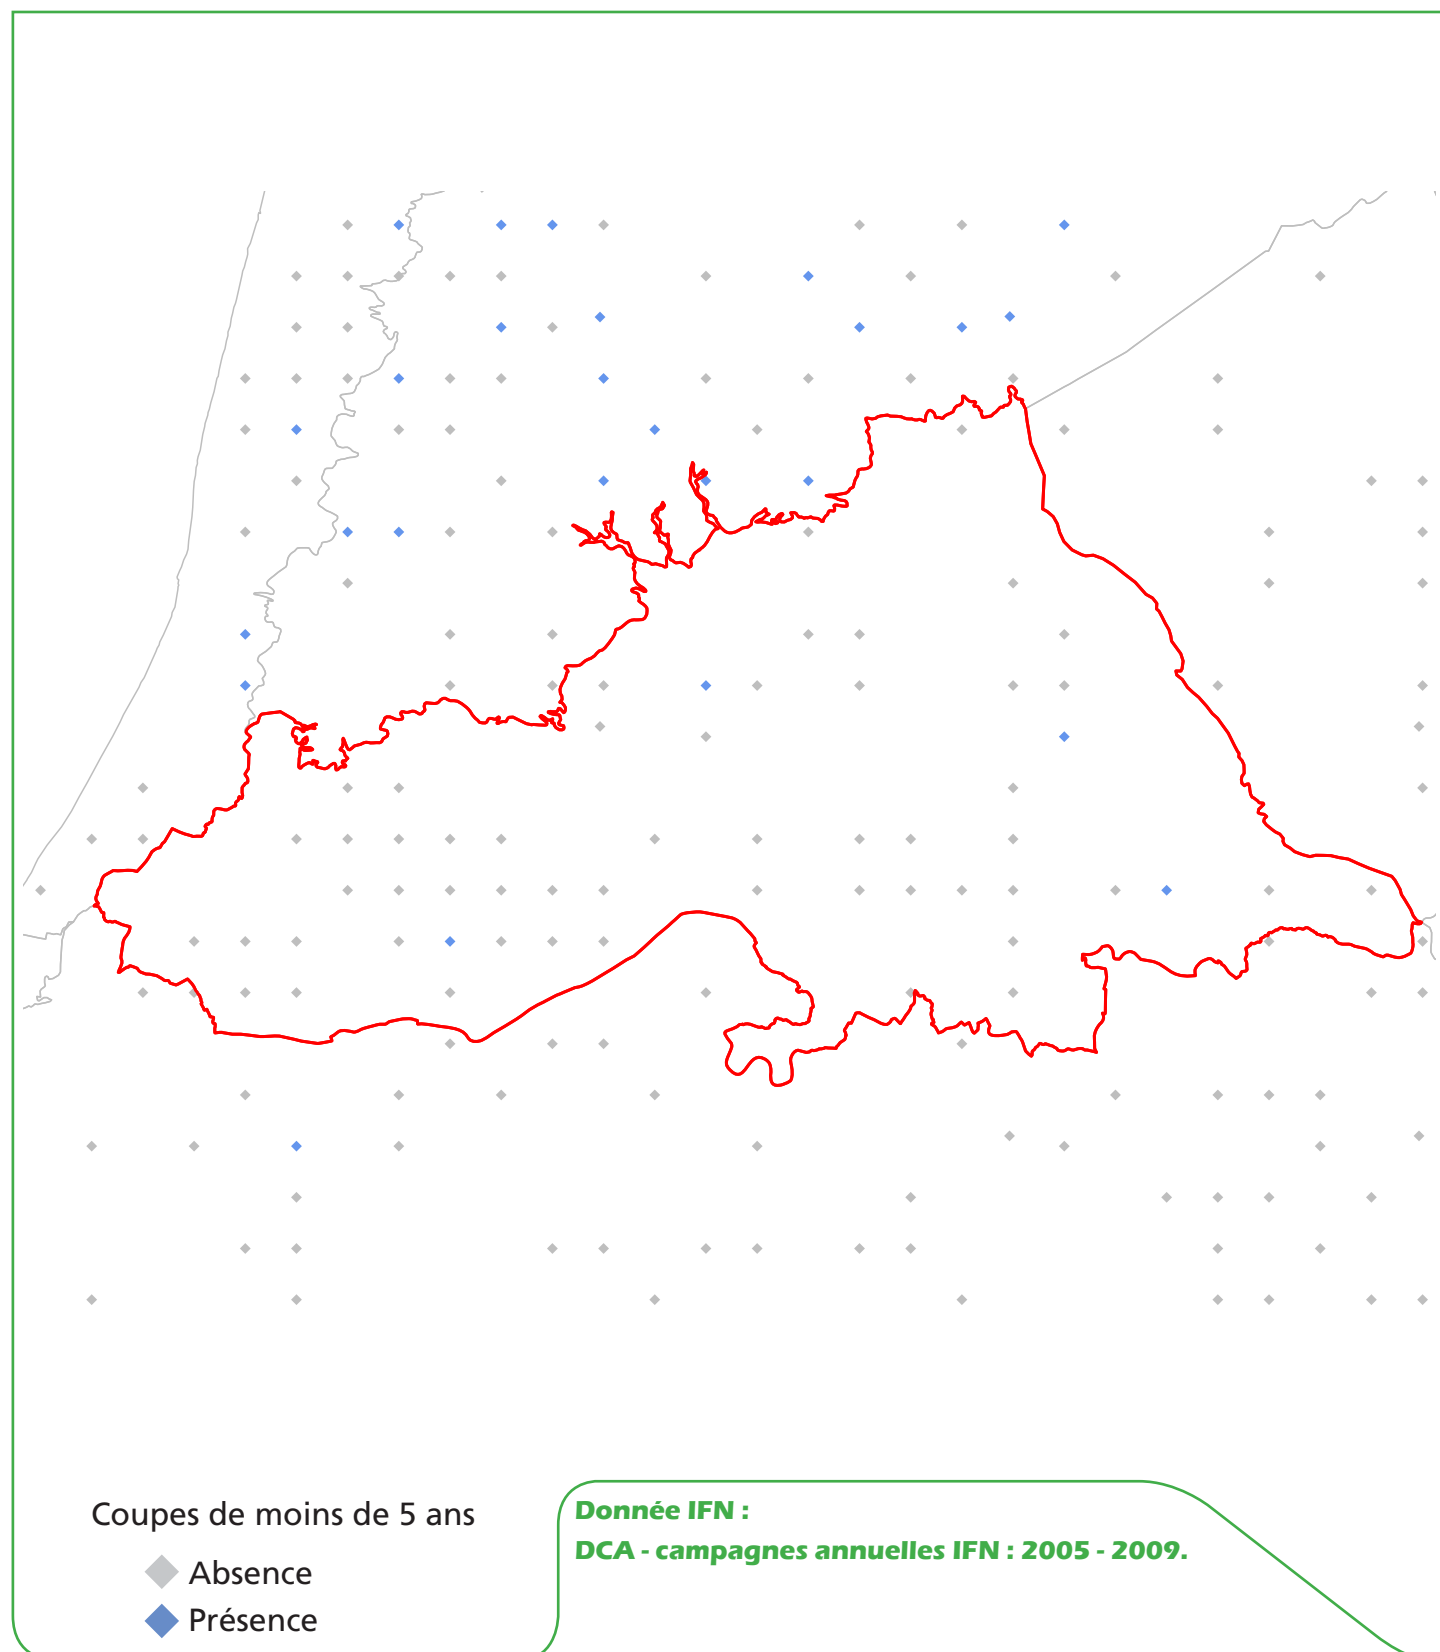 Coupes de moins de 5 ans
Absence
Présence
Donnée IFN :
DCA - campagnes annuelles IFN : 2005 - 2009.